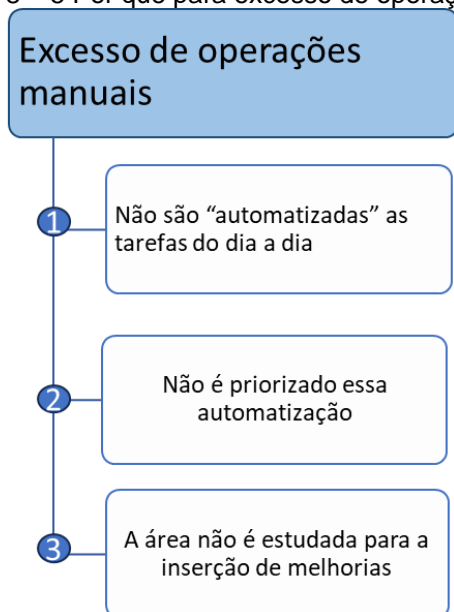 Excesso de operações
manuais
1
Não são “automatizadas” as
tarefas do dia a dia
2
Não é priorizado essa
automatização
3
A área não é estudada para a
inserção de melhorias